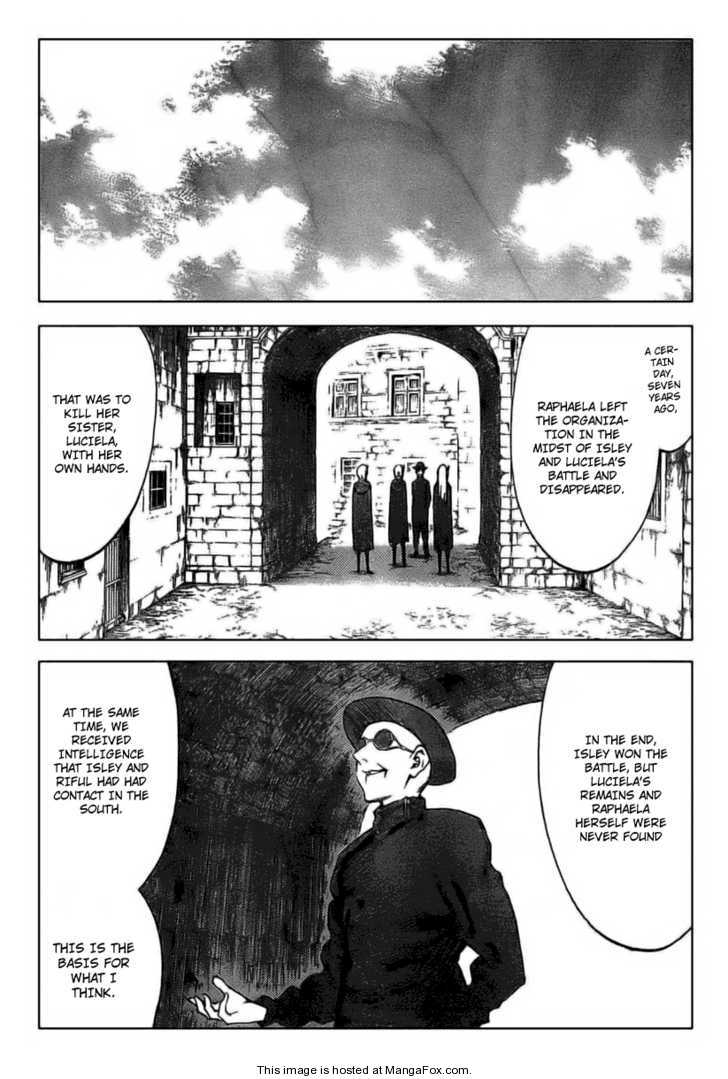 A CER-
TAIN
DAY,
SEVEN
YEARS
AGO,
RAPHAELA LEFT
THE ORGANIZA-
TION IN THE
MIDST OF ISLEY
AND LUCIELA'S
BATTLE AND
DISAPPEARED.
THAT WAS TO
KILL HER
SISTER,
LUCIELA,
WITH HER
OWN HANDS.
IN THE END,
ISLEY WON THE
BATTLE, BUT
LUCIELA'S
REMAINS AND
RAPHAELA
HERSELF WERE
NEVER FOUND
AT THE SAME
TIME, WE
RECEIVED
INTELLIGENCE
THAT ISLEY AND
RIFUL HAD HAD
CONTACT IN THE
SOUTH.
THIS IS THE
BASIS FOR
WHAT I
THINK.
This image is hosted at MangaFox.com.